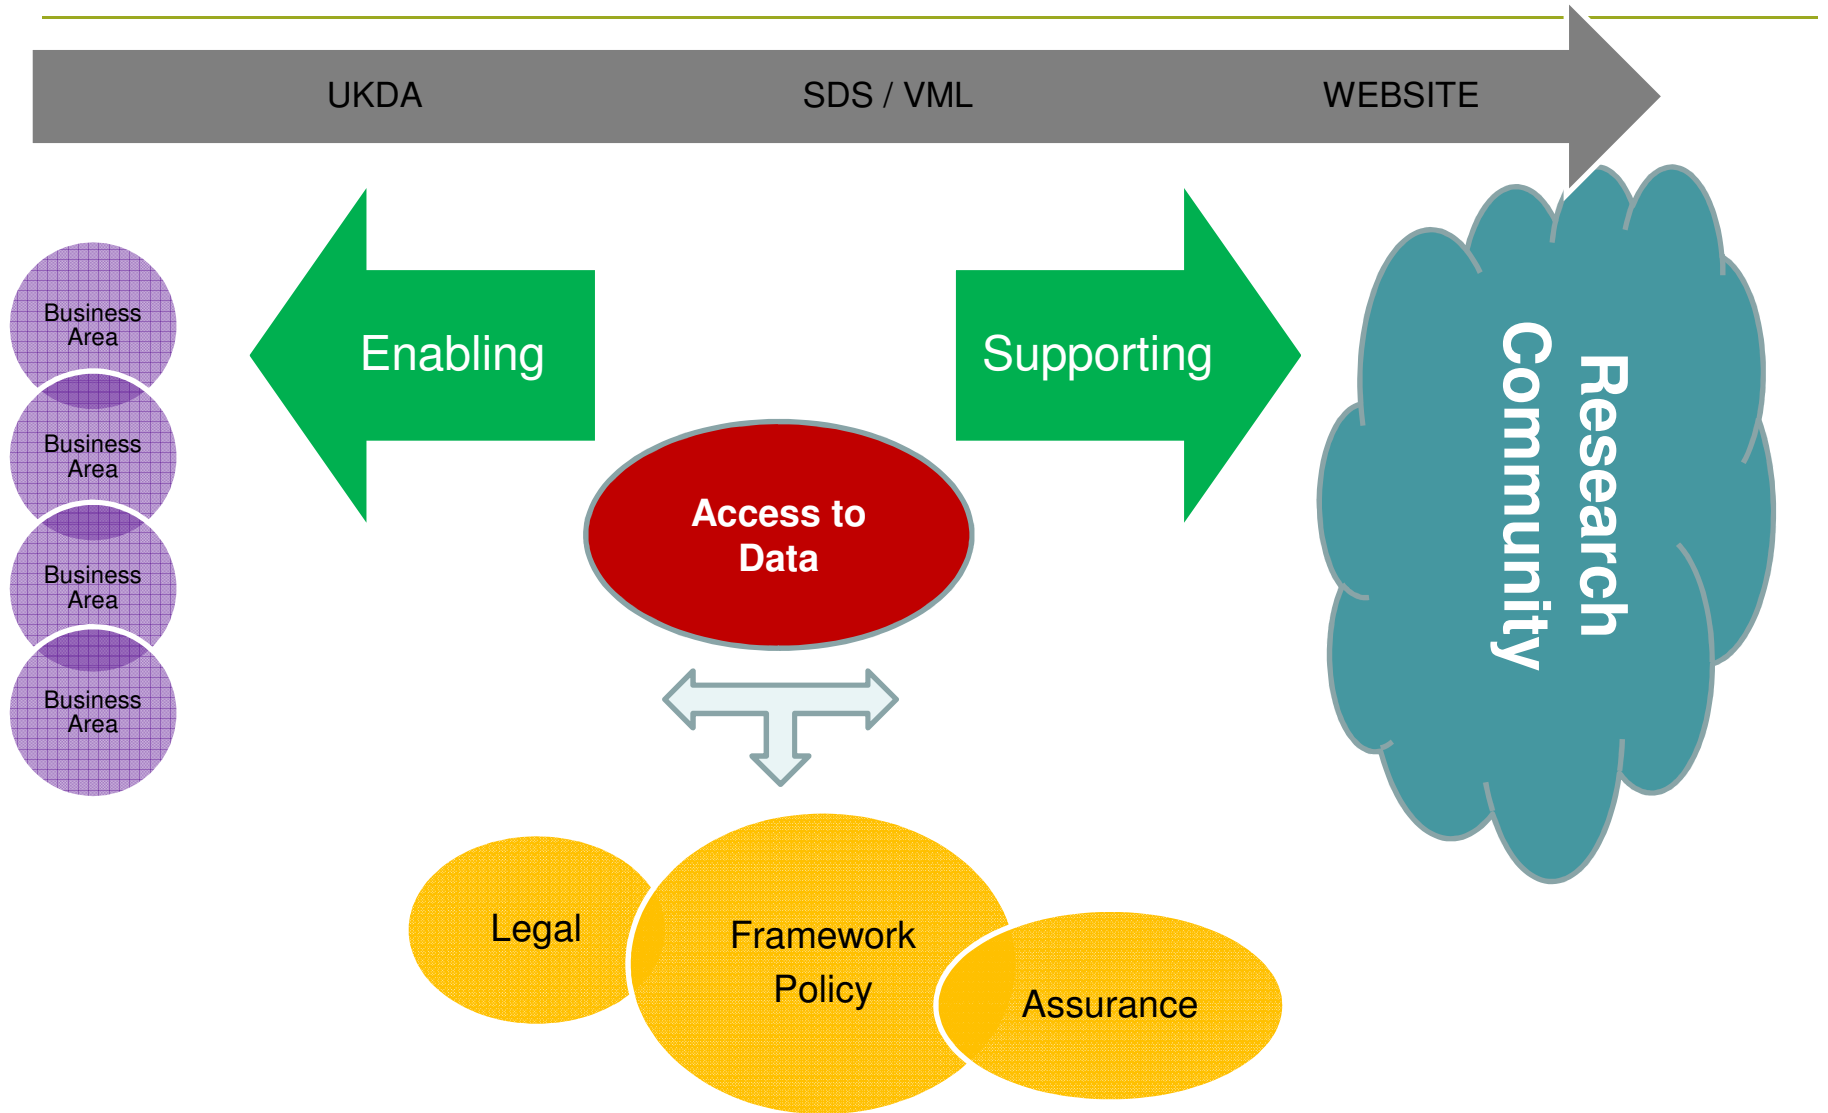 UKDA
SDS / VML
WEBSITE
Enabling
Supporting
Business
Area
Business
Area
Business
Area
Business
Area
Access to
Data
Research
Community
Legal
Framework
Policy
Assurance